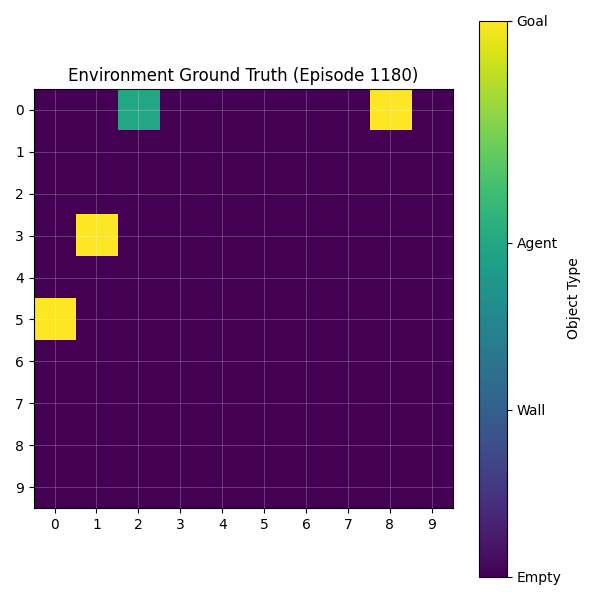 Environment Ground Truth (Episode 1180)
0
1
2
3
4
5
6
7
8
9
0 1 2 3 4 5 6 7 8 9
Goal
Agent
Wall
Empty
Object Type